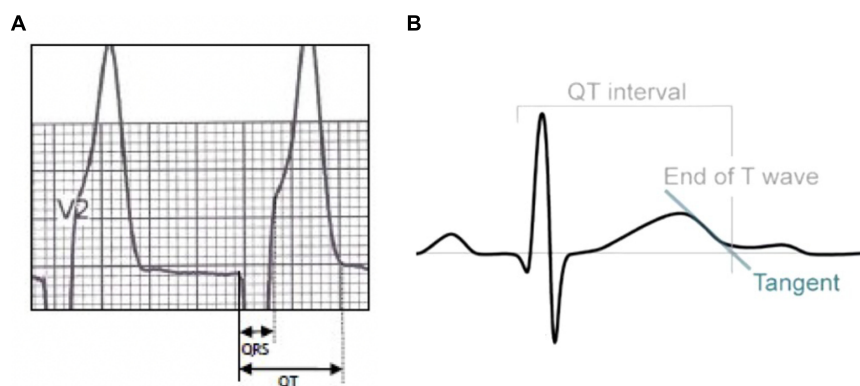 A
V2
QRS
QT
B
QT interval
End of T wave
Tangent